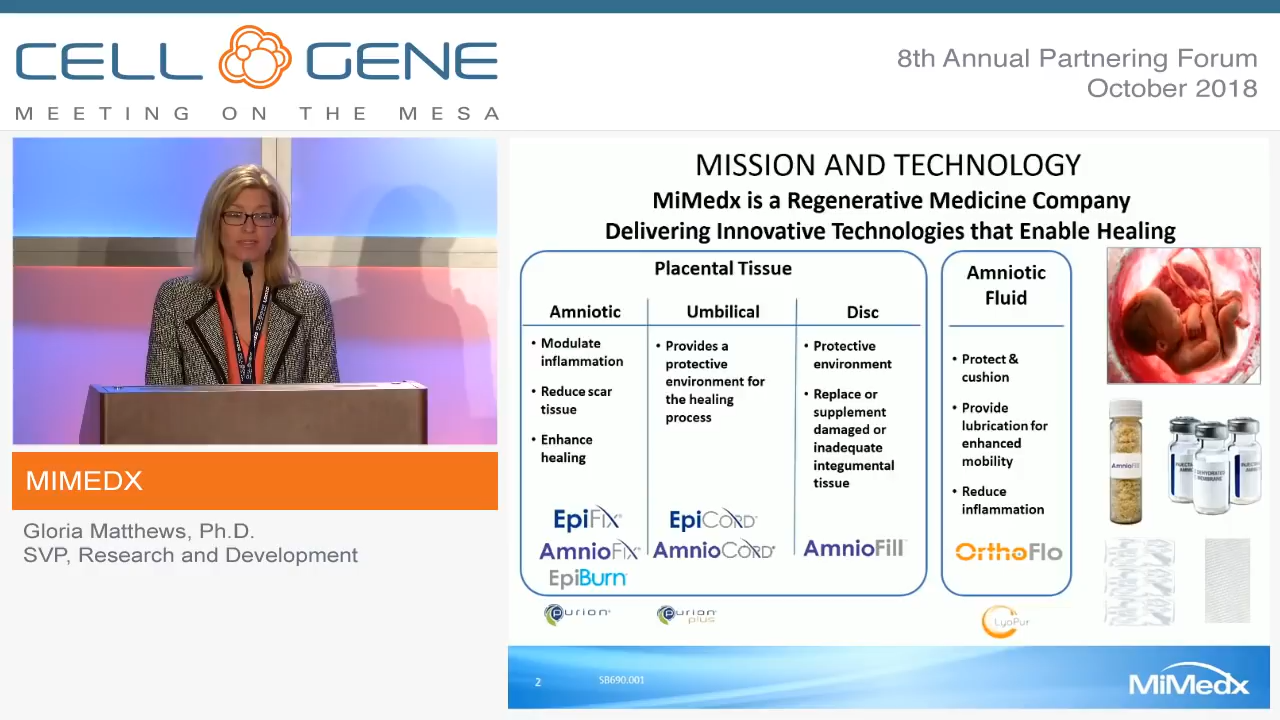 CELL GENE
MEETING ON THE MESA
8th Annual Partnering Forum
October 2018
MIMEDX
Gloria Matthews, Ph.D.
SVP, Research and Development
MISSION AND TECHNOLOGY
MiMedx is a Regenerative Medicine Company
Delivering Innovative Technologies that Enable Healing
Placental Tissue
Amniotic
• Modulate
inflammation
• Reduce scar
tissue
• Enhance
healing
EpiFix®
AmnioFix®
EpiBurn
Umbilical
• Provides a
protective
environment for
the healing
process
EpiCord®
AmnioCord®
Disc
• Protective
environment
• Replace or
supplement
damaged or
inadequate
integumental
tissue
AmnioFill
Amniotic
Fluid
• Protect &
cushion
• Provide
lubrication for
enhanced
mobility
• Reduce
inflammation
OrthoFlo
Purion®
Purion
plus
LyoPur
AmnioFill
2
SB690.001
MiMedx